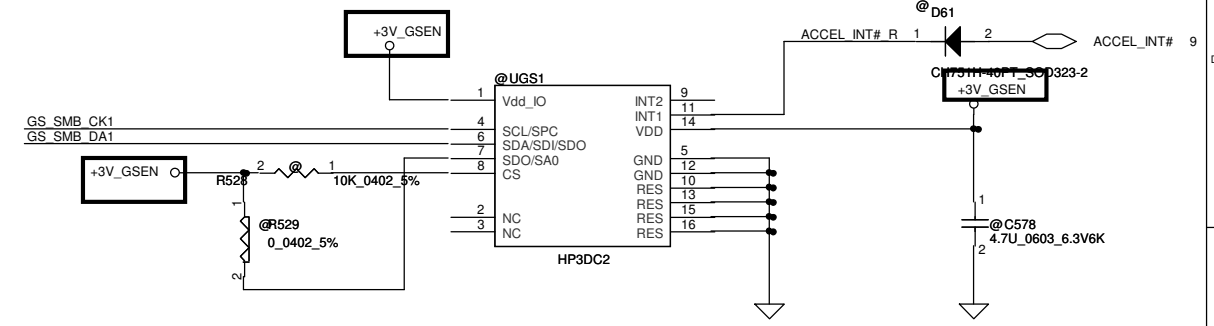 @
D61
+3V_GSEN
ACCEL_INT#_R 1 2 ACCEL_INT# 9
@UGS1
CH751H-40PT_SOD323-2
+3V_GSEN
1 Vdd_IO INT2 9
INT1 11
GS_SMB_CK1 4 SCL/SPC VDD 14
GS_SMB_DA1 6 SDA/SDI/SDO
7 SDO/SA0 GND 5
+3V_GSEN 2 @ 1 8 CS GND 12
R528 10K_0402_5% RES 10
1 RES 13
@R529 2 NC RES 15
0_0402_5% 3 NC RES 16
2
1
@C578
4.7U_0603_6.3V6K
2
HP3DC2